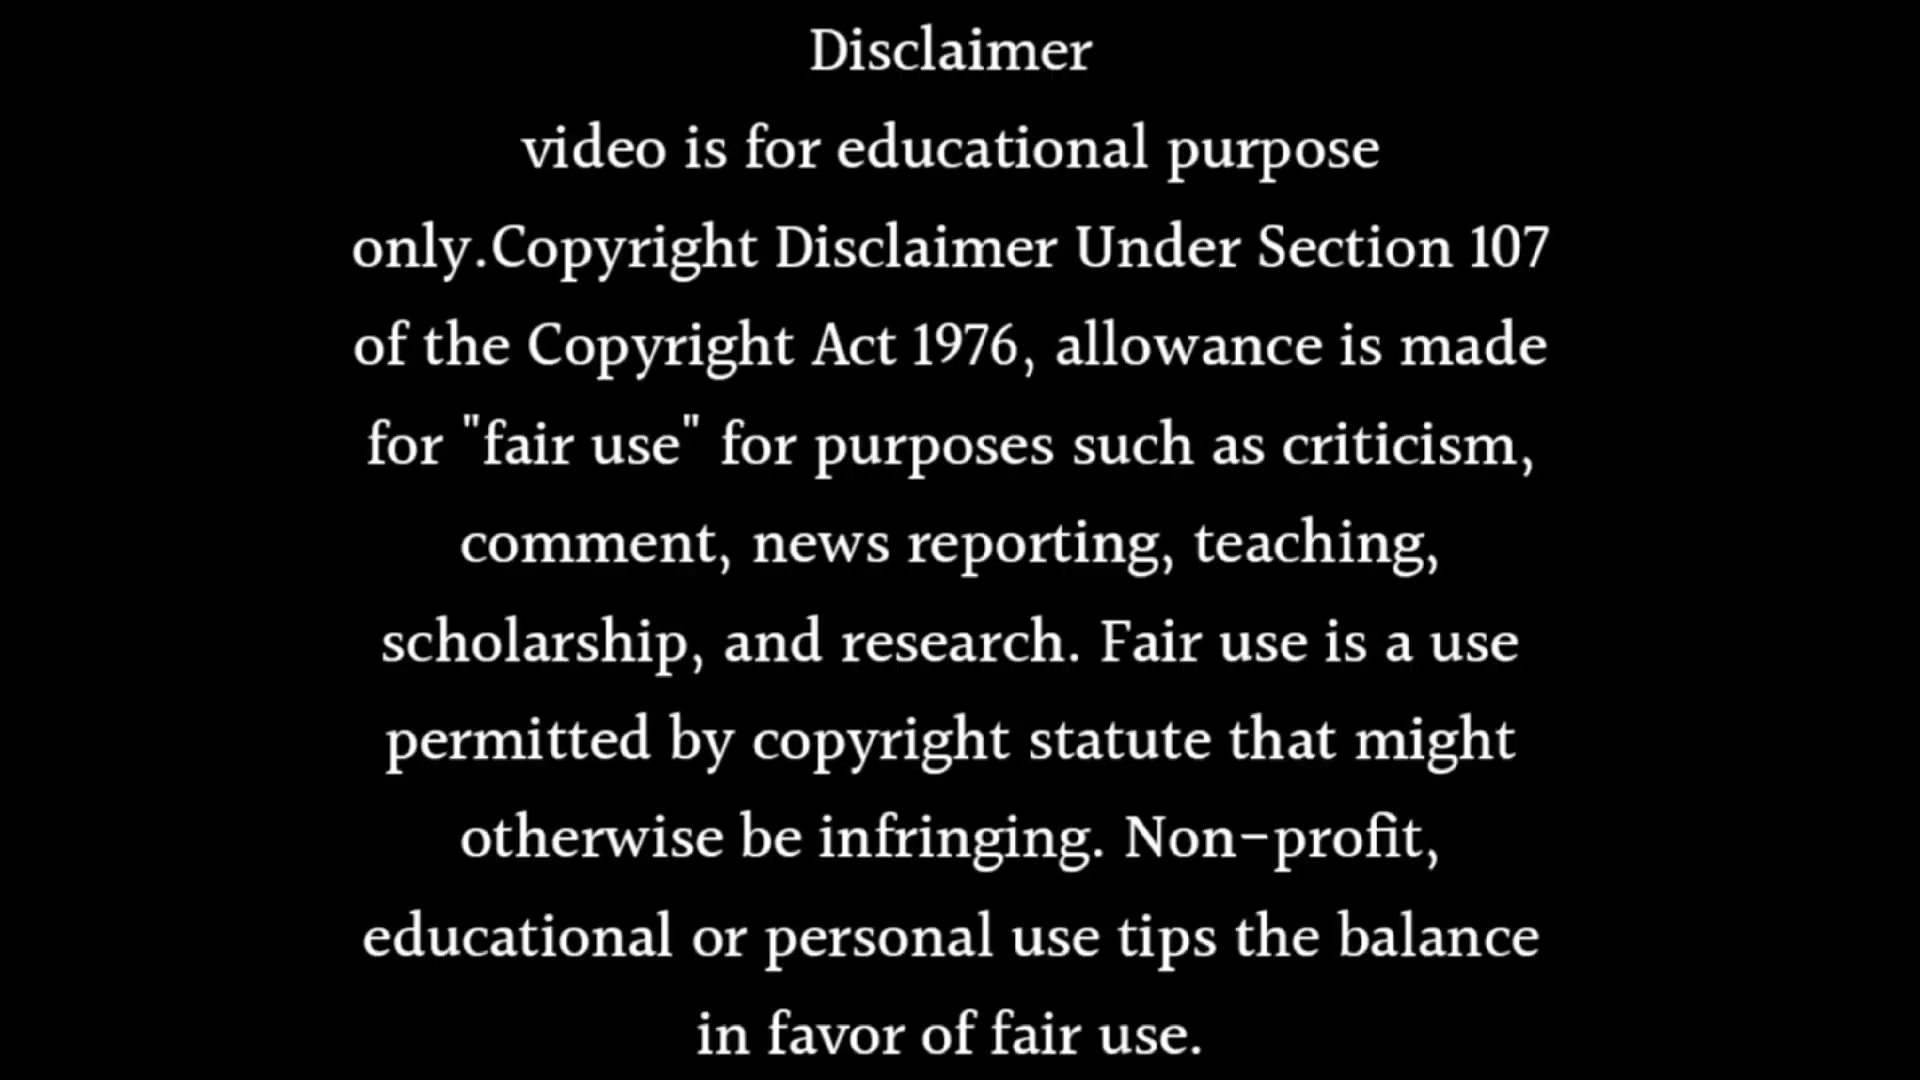 Disclaimer
video is for educational purpose
only.Copyright Disclaimer Under Section 107
of the Copyright Act 1976, allowance is made
for "fair use" for purposes such as criticism,
comment, news reporting, teaching,
scholarship, and research. Fair use is a use
permitted by copyright statute that might
otherwise be infringing. Non-profit,
educational or personal use tips the balance
in favor of fair use.